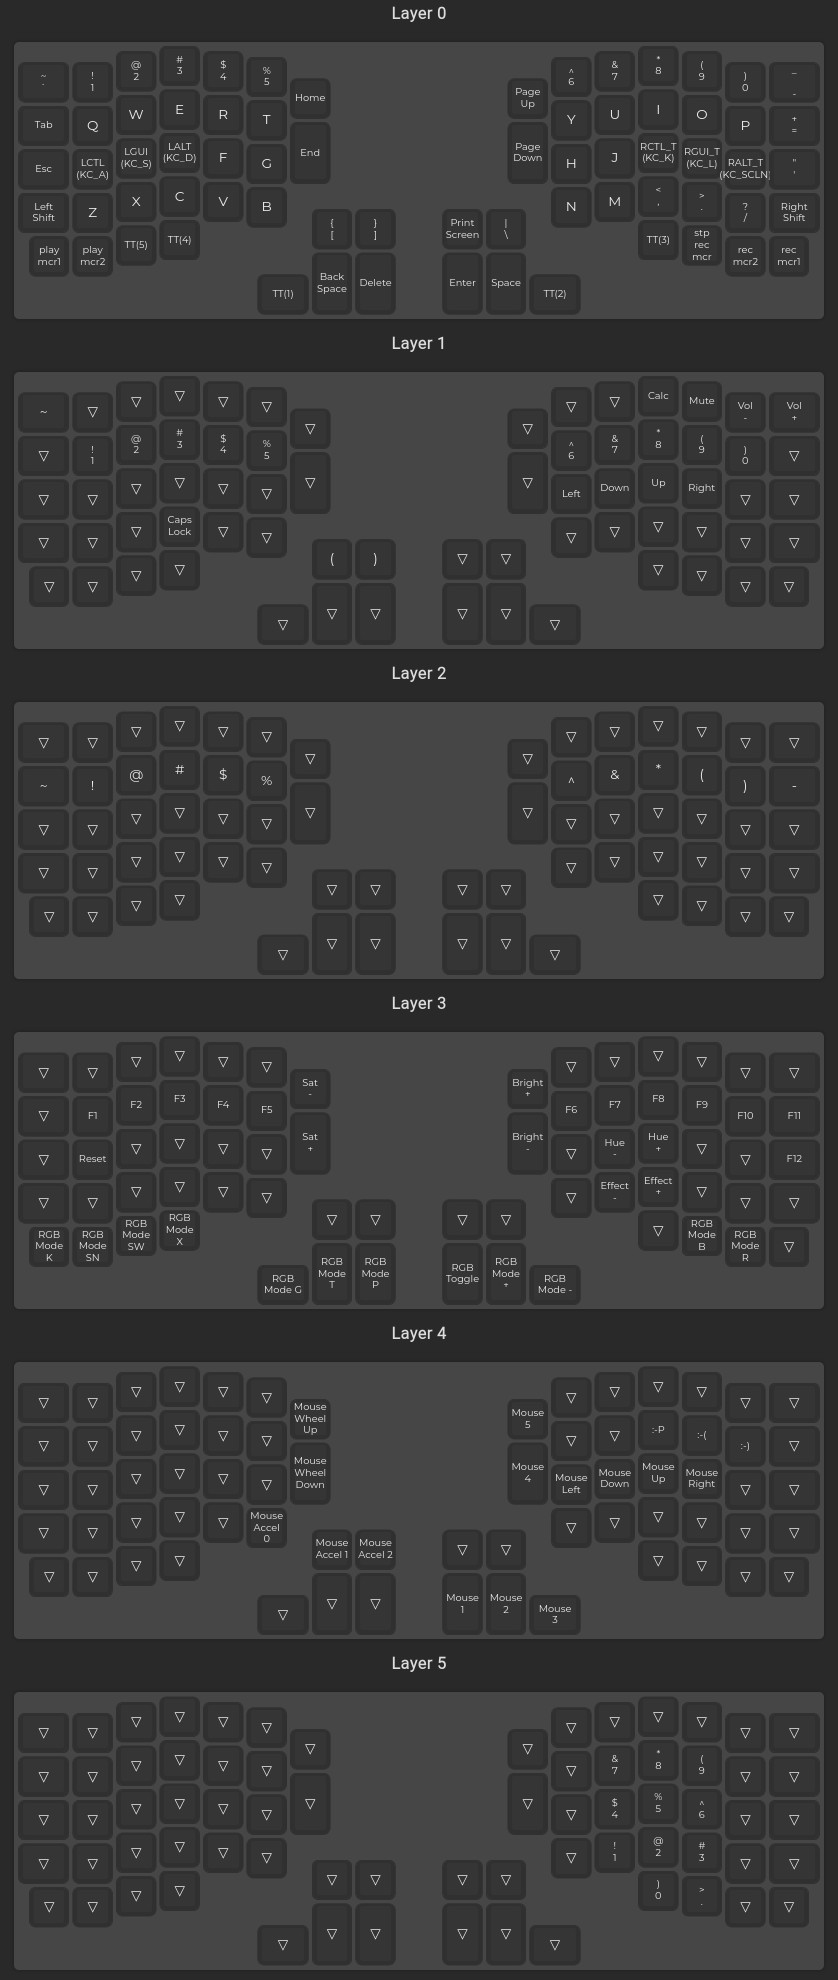 Layer 0
~ ! @ # $ % ^ & * ( ) _
` 1 2 3 4 5 Home Page Up 6 7 8 9 0 -
Tab Q W E R T Y U I O P + =
Esc LCTL (KC_A) LGUI (KC_S) LALT (KC_D) F G End Page Down H J RCTL_T (KC_K) RGUI_T (KC_L) RALT_T (KC_SCLN) " '
Left Shift Z X C V B N M < , > . ? / Right Shift
play mcr1 play mcr2 TT(5) TT(4) { [ } ] Print Screen | \ TT(3) stp rec mcr rec mcr2 rec mcr1
TT(1) Back Space Delete Enter Space TT(2)
Layer 1
~ ▽ ▽ ▽ ▽ ▽ ▽ ▽ ▽ ▽ Calc Mute Vol - Vol +
▽ ! 1 @ 2 # 3 $ 4 % 5 ^ 6 & 7 * 8 ( 9 ) 0 ▽
▽ ▽ ▽ ▽ ▽ ▽ ▽ ▽ Left Down Up Right ▽ ▽
▽ ▽ ▽ Caps Lock ▽ ▽ ▽ ▽ ▽ ▽ ▽ ▽
▽ ▽ ▽ ▽ ( ) ▽ ▽ ▽ ▽ ▽ ▽
▽ ▽ ▽ ▽ ▽ ▽
Layer 2
▽ ▽ ▽ ▽ ▽ ▽ ▽ ▽ ▽ ▽ ▽ ▽ ▽ ▽
~ ! @ # $ % ^ & * ( ) -
▽ ▽ ▽ ▽ ▽ ▽ ▽ ▽ ▽ ▽ ▽ ▽ ▽ ▽
▽ ▽ ▽ ▽ ▽ ▽ ▽ ▽ ▽ ▽ ▽ ▽
▽ ▽ ▽ ▽ ▽ ▽ ▽ ▽ ▽ ▽ ▽ ▽
▽ ▽ ▽ ▽ ▽ ▽
Layer 3
▽ ▽ ▽ ▽ ▽ ▽ Sat - Bright + ▽ ▽ ▽ ▽ ▽ ▽
▽ F1 F2 F3 F4 F5 F6 F7 F8 F9 F10 F11
▽ Reset ▽ ▽ ▽ ▽ Sat + Bright - ▽ Hue - Hue + ▽ ▽ F12
▽ ▽ ▽ ▽ ▽ ▽ ▽ Effect - Effect + ▽ ▽ ▽
RGB Mode K RGB Mode SN RGB Mode SW RGB Mode X ▽ ▽ ▽ ▽ ▽ RGB Mode B RGB Mode R ▽
RGB Mode G RGB Mode T RGB Mode P RGB Toggle RGB Mode + RGB Mode -
Layer 4
▽ ▽ ▽ ▽ ▽ ▽ Mouse Wheel Up Mouse 5 ▽ ▽ ▽ ▽ ▽ ▽
▽ ▽ ▽ ▽ ▽ ▽ ▽ ▽ :-P :-( :-) ▽
▽ ▽ ▽ ▽ ▽ ▽ Mouse Wheel Down Mouse 4 Mouse Left Mouse Down Mouse Up Mouse Right ▽ ▽
▽ ▽ ▽ ▽ ▽ Mouse Accel 0 ▽ ▽ ▽ ▽ ▽ ▽
▽ ▽ ▽ ▽ Mouse Accel 1 Mouse Accel 2 ▽ ▽ ▽ ▽ ▽ ▽
▽ ▽ ▽ Mouse 1 Mouse 2 Mouse 3
Layer 5
▽ ▽ ▽ ▽ ▽ ▽ ▽ ▽ ▽ ▽ ▽ ▽ ▽ ▽
▽ ▽ ▽ ▽ ▽ ▽ ▽ & 7 * 8 ( 9 ▽ ▽
▽ ▽ ▽ ▽ ▽ ▽ ▽ ▽ ▽ $ 4 % 5 ^ 6 ▽ ▽
▽ ▽ ▽ ▽ ▽ ▽ ▽ ! 1 @ 2 # 3 ▽ ▽
▽ ▽ ▽ ▽ ▽ ▽ ▽ ▽ ) 0 > . ▽ ▽
▽ ▽ ▽ ▽ ▽ ▽